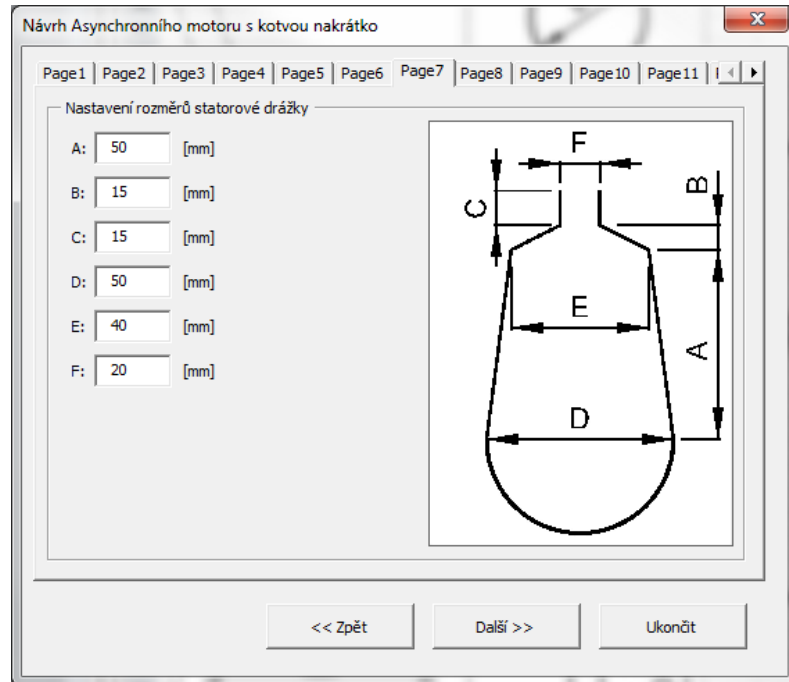 Návrh Asynchronního motoru s kotvou nakrátko
Page1 Page2 Page3 Page4 Page5 Page6 Page7 Page8 Page9 Page10 Page11
Nastavení rozměrů statorové drážky
A: 50 [mm]
B: 15 [mm]
C: 15 [mm]
D: 50 [mm]
E: 40 [mm]
F: 20 [mm]
F
B
C
E
A
D
<< Zpět Další >> Ukončit